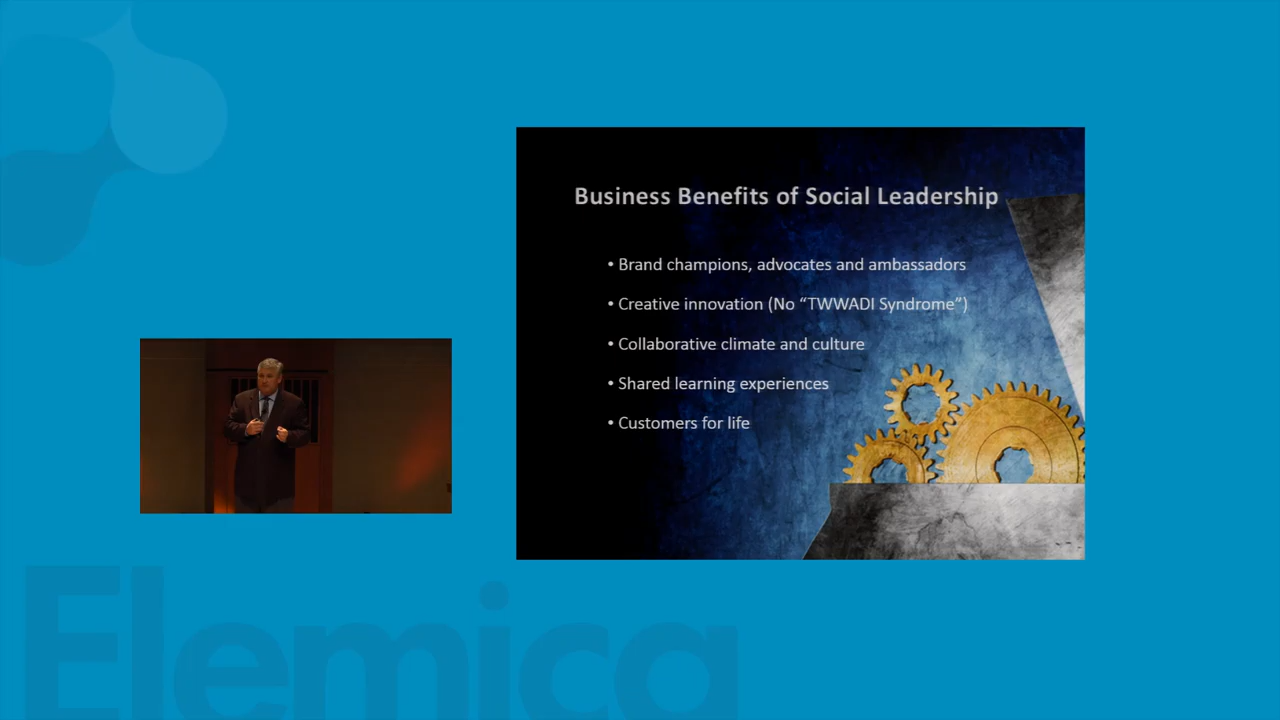 Business Benefits of Social Leadership
• Brand champions, advocates and ambassadors
• Creative innovation (No “TWWADI Syndrome”)
• Collaborative climate and culture
• Shared learning experiences
• Customers for life
Elemica